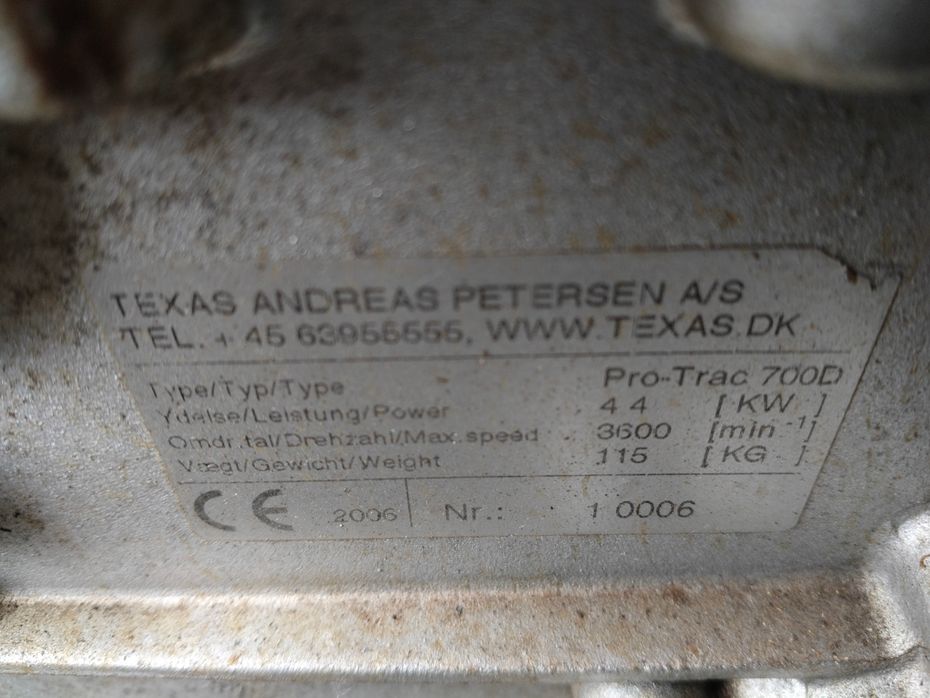 TEXAS ANDREAS PETERSEN A/S
TEL. + 45 63955555, WWW.TEXAS.DK
Type/Typ/Type Pro-Trac 700D
Ydelse/Leistung/Power 4 4 [ KW ]
Omdr.tal/Drehzahl/Max.speed 3600 [min⁻¹]
Vægt/Gewicht/Weight 115 [ KG ]
CE 2006 Nr.: 1 0006